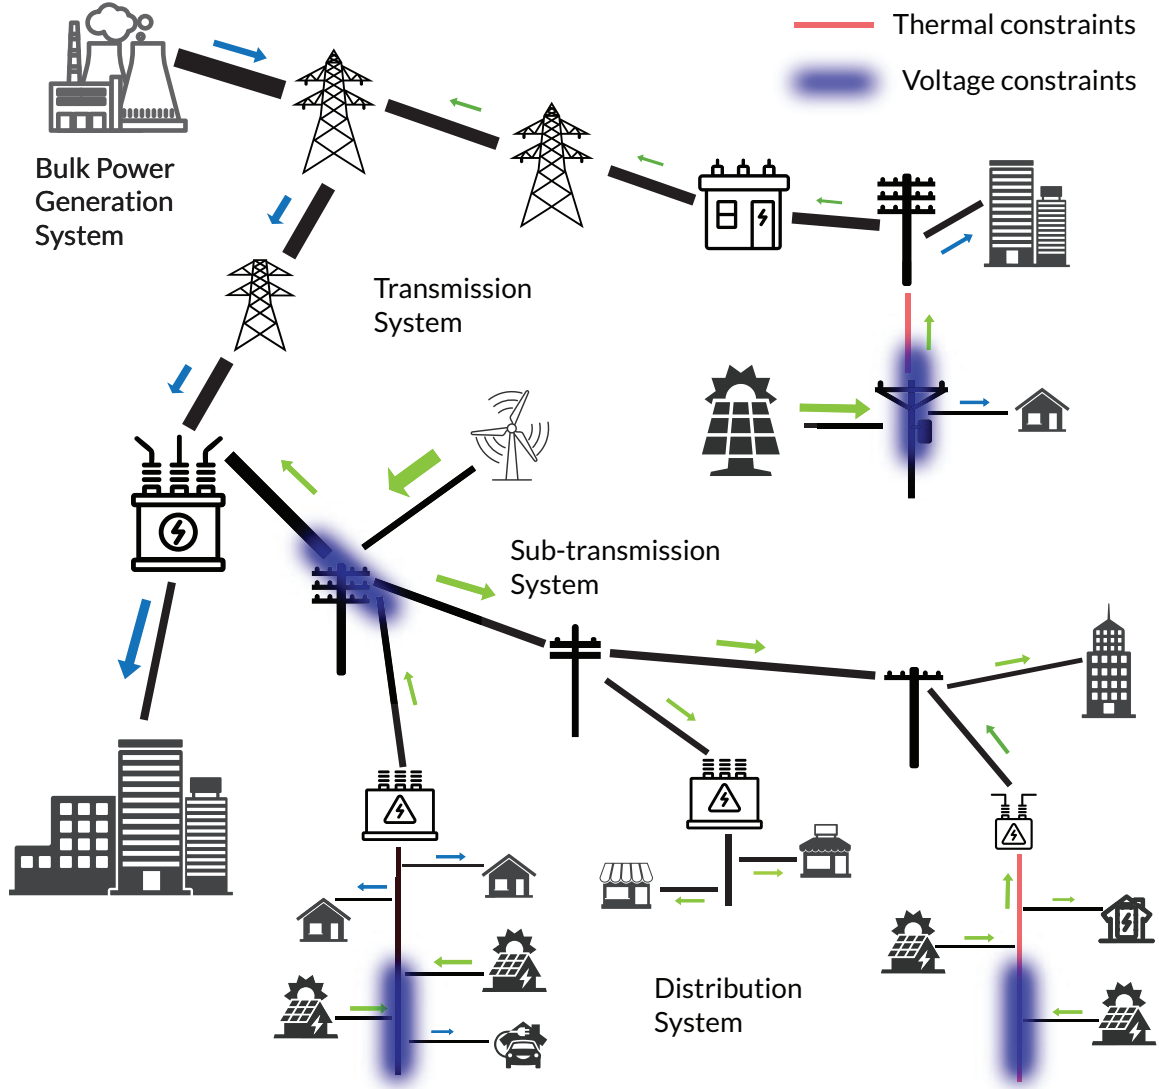 Thermal constraints
Voltage constraints
Bulk Power
Generation
System
Transmission
System
Sub-transmission
System
Distribution
System